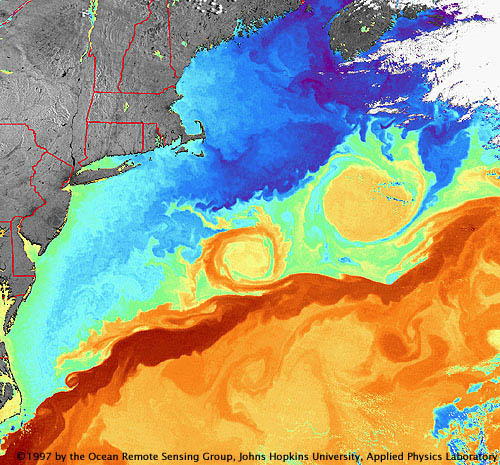 ©1997 by the Ocean Remote Sensing Group, Johns Hopkins University, Applied Physics Laboratory